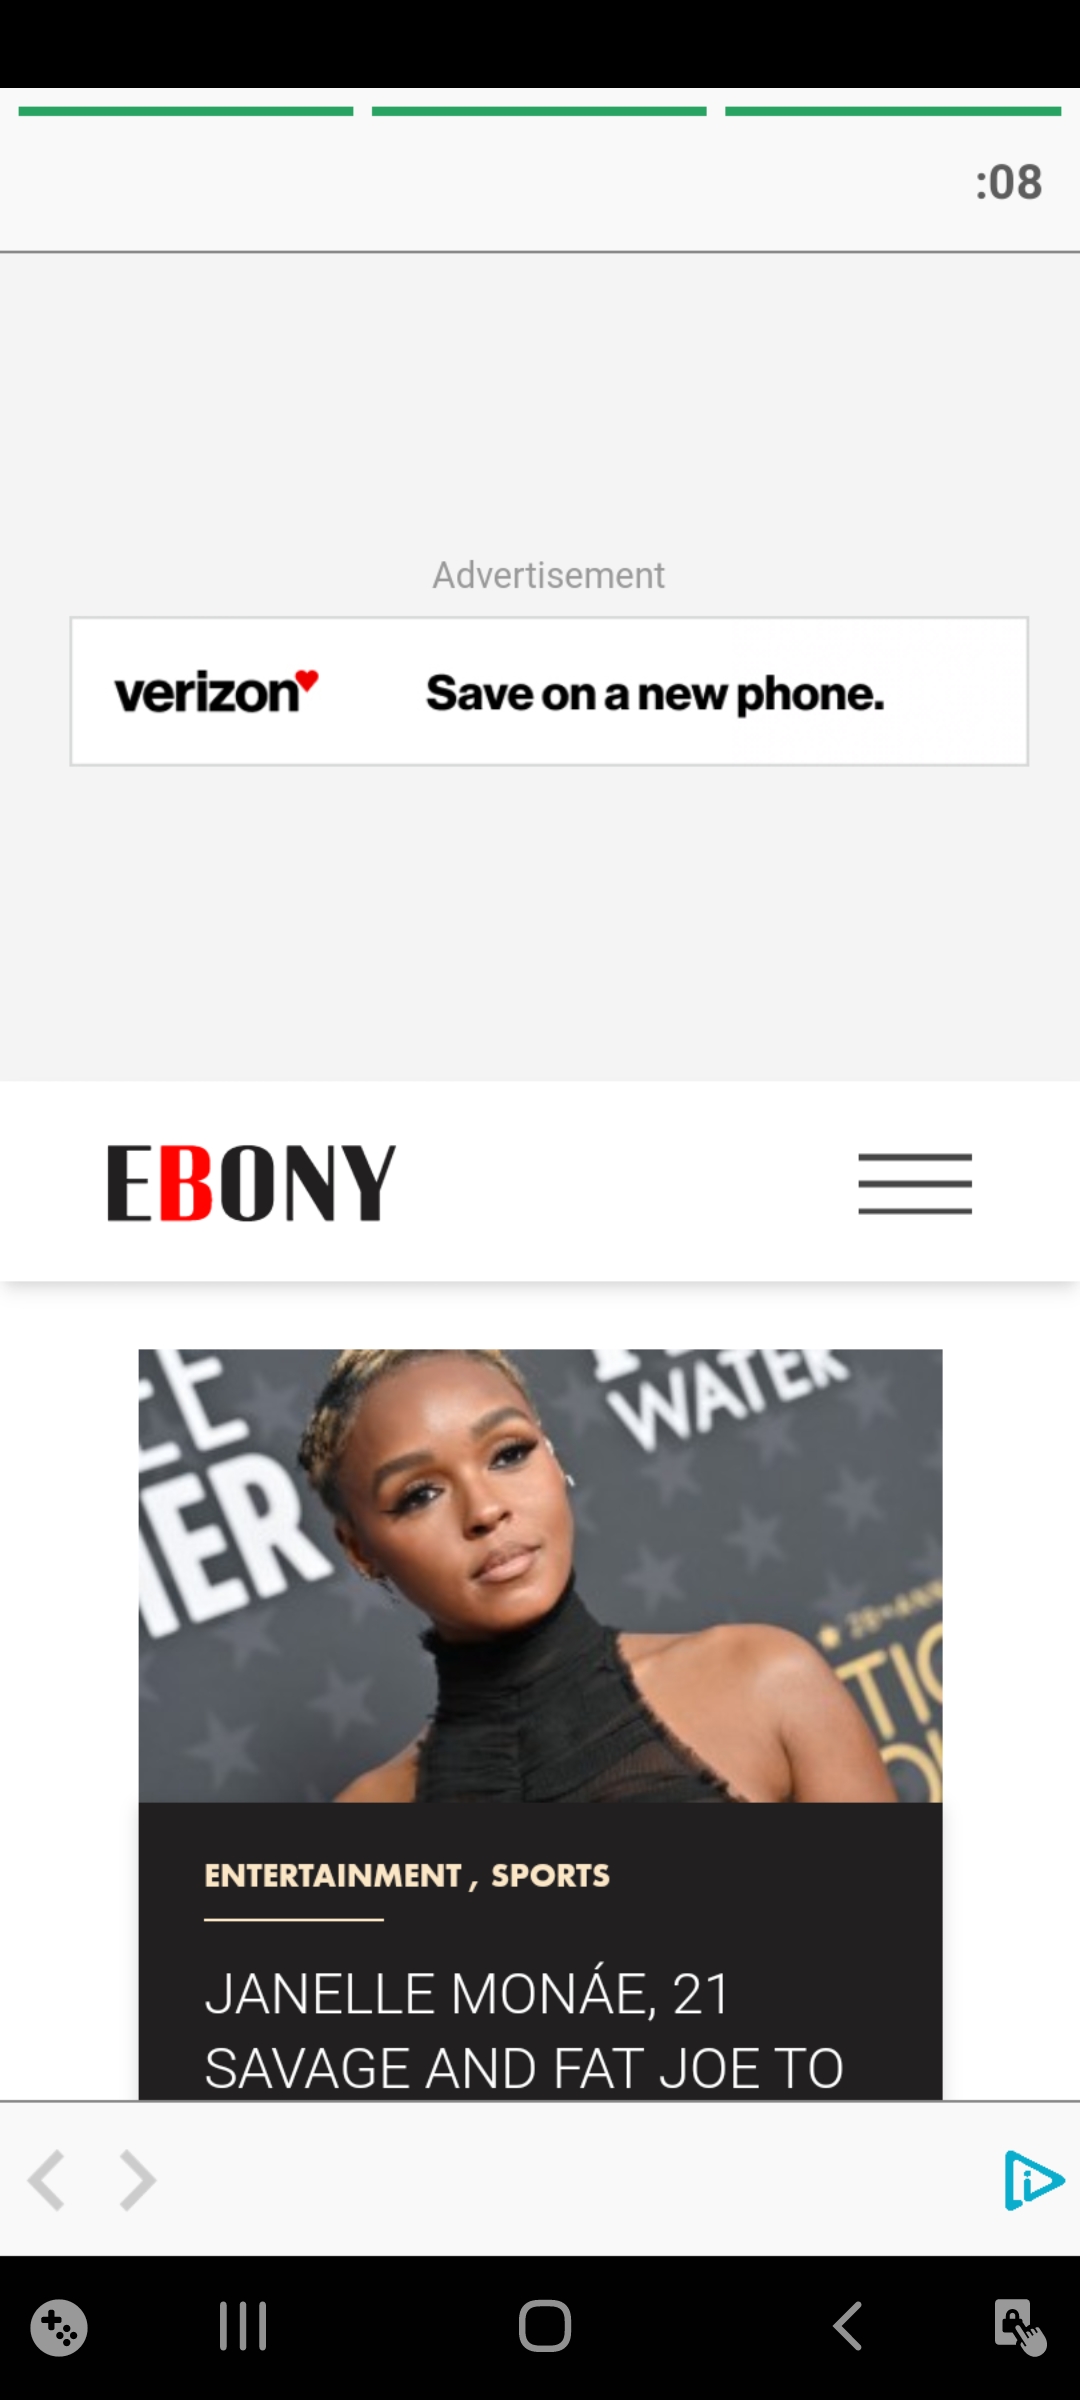 :08
Advertisement
verizon
Save on a new phone.
EBONY
WATER
ENTERTAINMENT , SPORTS
JANELLE MONÁE, 21
SAVAGE AND FAT JOE TO